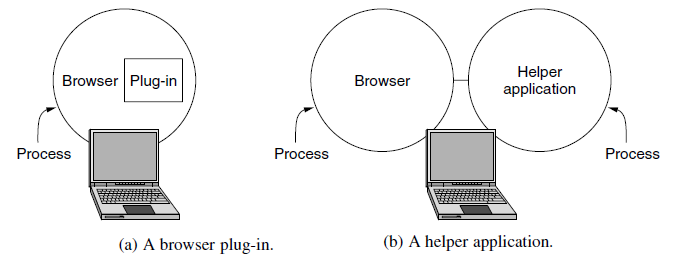 Browser Plug-in
Process
(a) A browser plug-in.
Browser
Helper
application
Process
Process
(b) A helper application.